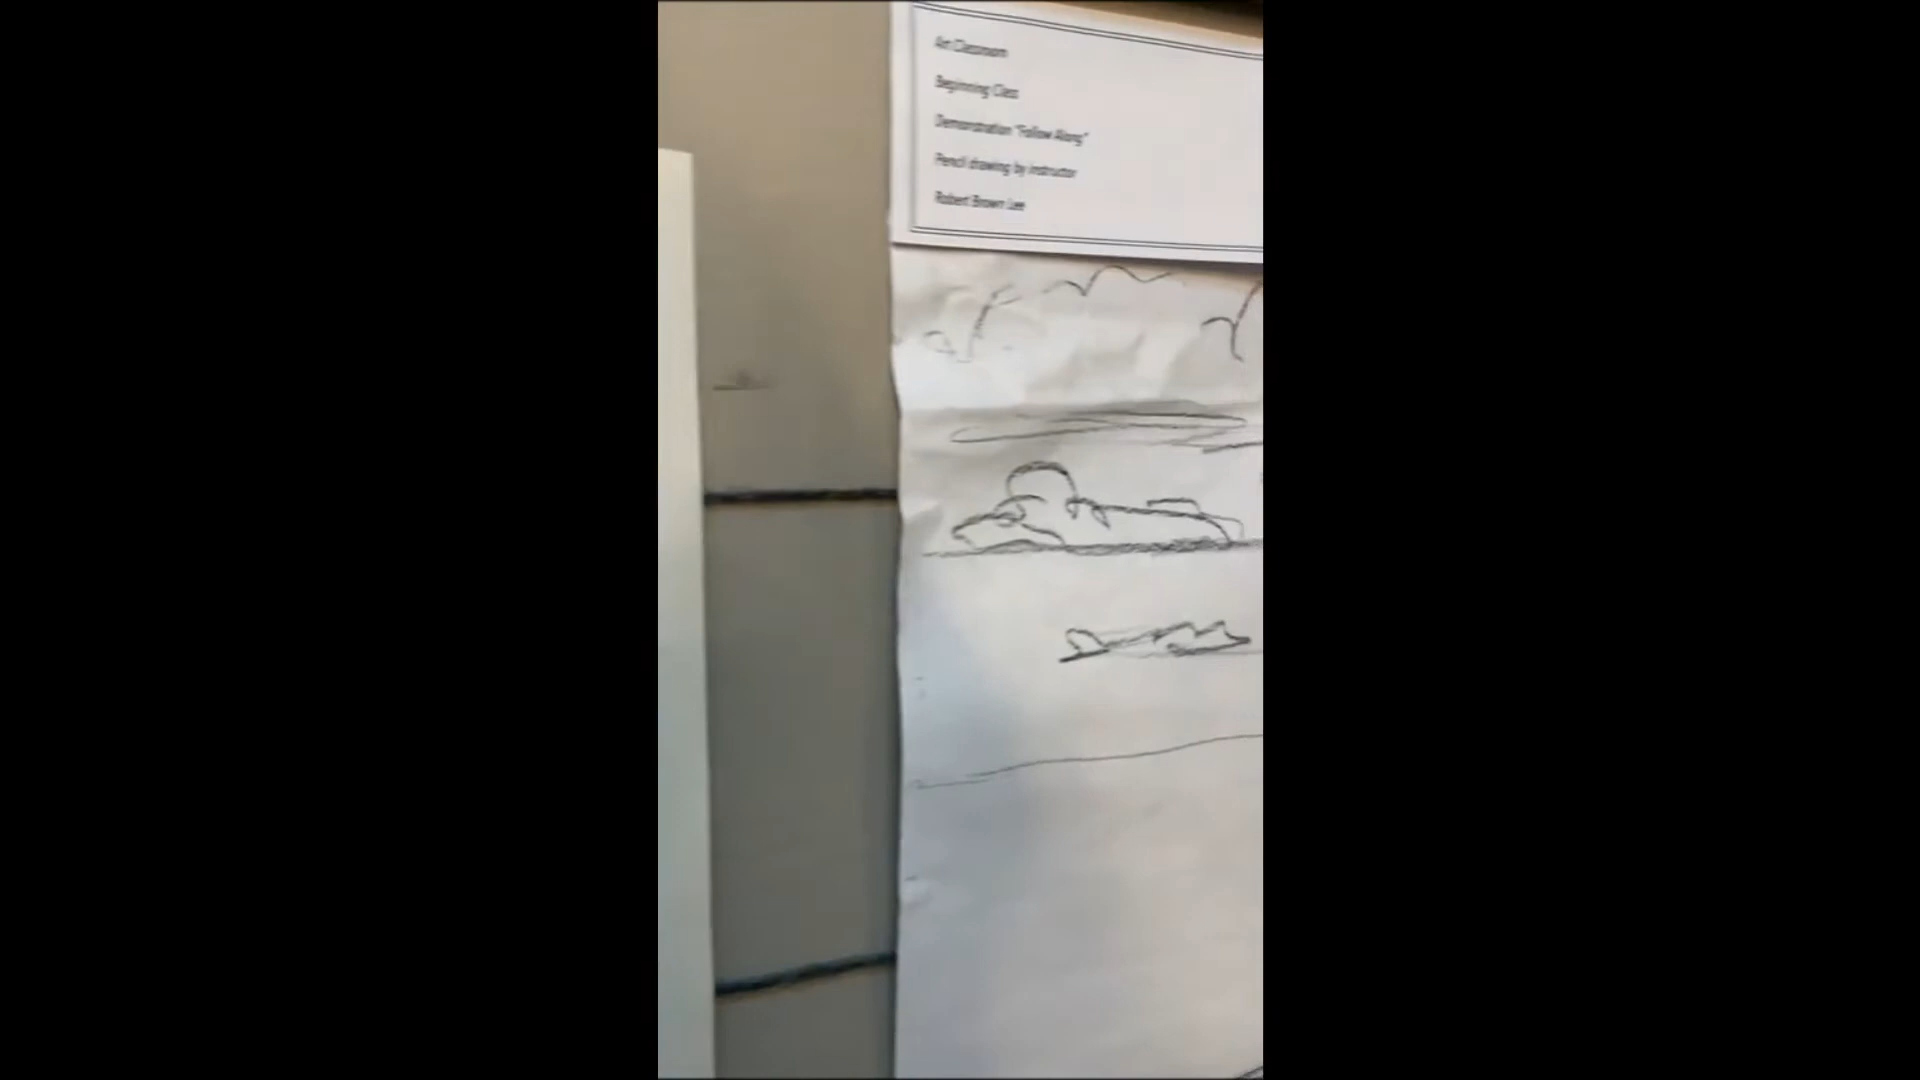 Art Classroom
Beginning Class
Demonstration "Follow Along"
Pencil drawing by instructor
Robert Brown Lee